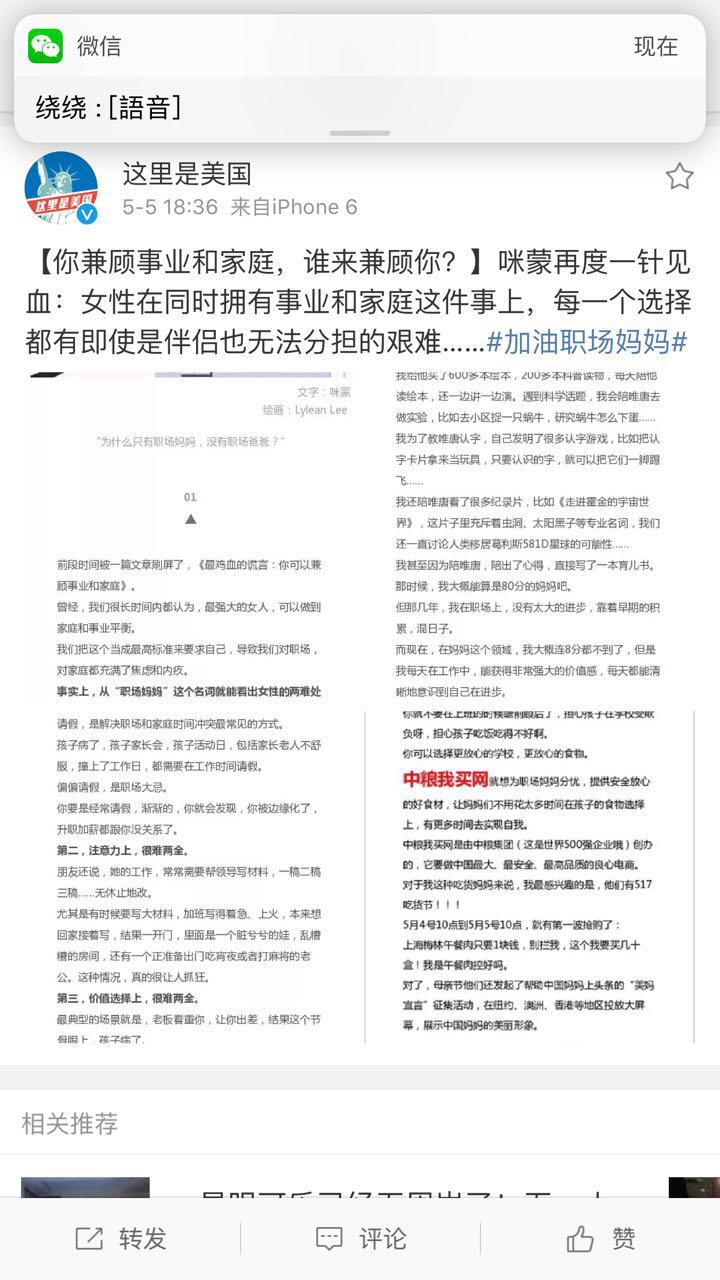 微信
现在
绕绕 : [語音]
这里是美国
5-5 18:36 来自iPhone 6
这里是美国
【你兼顾事业和家庭，谁来兼顾你？】咪蒙再度一针见
血：女性在同时拥有事业和家庭这件事上，每一个选择
都有即使是伴侣也无法分担的艰难……#加油职场妈妈#
文字：咪蒙
绘画：Lylean Lee
“为什么只有职场妈妈，没有职场爸爸？”
01
前段时间被一篇文章刷屏了，《最鸡血的谎言：你可以兼
顾事业和家庭》。
曾经，我们很长时间内都认为，最强大的女人，可以做到
家庭和事业平衡。
我们把这个当成最高标准来要求自己，导致我们对职场，
对家庭都充满了焦虑和内疚。
事实上，从“职场妈妈”这个名词就能看出女性的两难处
我给他买了600多本绘本，200多本科普读物，每天陪他
读绘本，还一边讲一边演。遇到科学话题，我会陪唯唐去
做实验，比如去小区捉一只蜗牛，研究蜗牛怎么下蛋……
我为了教唯唐认字，自己发明了很多认字游戏，比如把认
字卡片拿来当玩具，只要认识的字，就可以把它们一脚踢
飞……
我还陪唯唐看了很多纪录片，比如《走进霍金的宇宙世
界》，这片子里充斥着虫洞、太阳黑子等专业名词，我们
还一直讨论人类移居葛利斯581D星球的可能性……
我甚至因为陪唯唐，陪出了心得，直接写了一本育儿书。
那时候，我大概能算是80分的妈妈吧。
但那几年，我在职场上，没有太大的进步，靠着早期的积
累，混日子。
而现在，在妈妈这个领域，我大概连8分都不到了，但是
我每天在工作中，能获得非常强大的价值感，每天都能清
晰地意识到自己在进步。
请假，是解决职场和家庭时间冲突最常见的方式。
孩子病了，孩子家长会，孩子活动日，包括家长老人不舒
服，撞上了工作日，都需要在工作时间请假。
偏偏请假，是职场大忌。
你要是经常请假，渐渐的，你就会发现，你被边缘化了，
升职加薪都跟你没关系了。
第二，注意力上，很难两全。
朋友还说，她的工作，常常需要帮领导写材料，一稿二稿
三稿……无休止地改。
尤其是有时候要写大材料，加班写得着急、上火，本来想
回家接着写，结果一开门，里面是一个脏兮兮的娃，乱糟
糟的房间，还有一个正准备出门吃宵夜或者打麻将的老
公。这种情况，真的很让人抓狂。
第三，价值选择上，很难两全。
最典型的场景就是，老板看重你，让你出差，结果这个节
骨眼上，孩子病了。
你就不要在上班的时候瞻前顾后了，担心孩子在学校受欺
负呀，担心孩子吃饭吃得不好啊。
你可以选择更放心的学校，更放心的食物。
中粮我买网就想为职场妈妈分忧，提供安全放心
的好食材，让妈妈们不用花太多时间在孩子的食物选择
上，有更多时间去实现自我。
中粮我买网是由中粮集团（这是世界500强企业哦）创办
的，它要做中国最大、最安全、最高品质的良心电商。
对于我这种吃货妈妈来说，我最感兴趣的是，他们有517
吃货节！！！
5月4号10点到5月5号10点，就有第一波抢购了：
上海梅林午餐肉只要1块钱，别拦我，这个我要买几十
盒！我是午餐肉控好吗。
对了，母亲节他们还发起了帮助中国妈妈上头条的“美妈
宣言”征集活动，在纽约、澳洲、香港等地区投放大屏
幕，展示中国妈妈的美丽形象。
相关推荐
转发
评论
赞